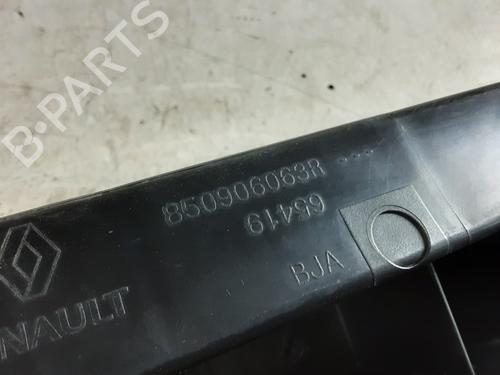 B-PARTS
850906063R ---
65419
BJA
NAULT